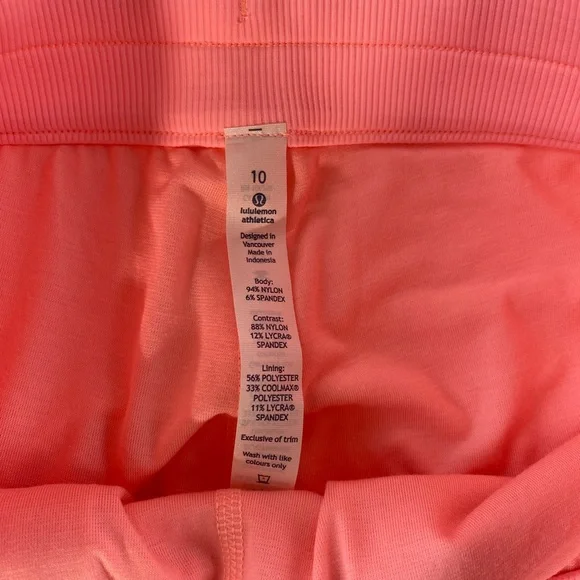 10
lululemon
athletica
Designed in
Vancouver
Made in
Indonesia
Body:
94% NYLON
6% SPANDEX
Contrast:
88% NYLON
12% LYCRA®
SPANDEX
Lining:
56% POLYESTER
33% COOLMAX®
POLYESTER
11% LYCRA®
SPANDEX
Exclusive of trim
Wash with like
colours only